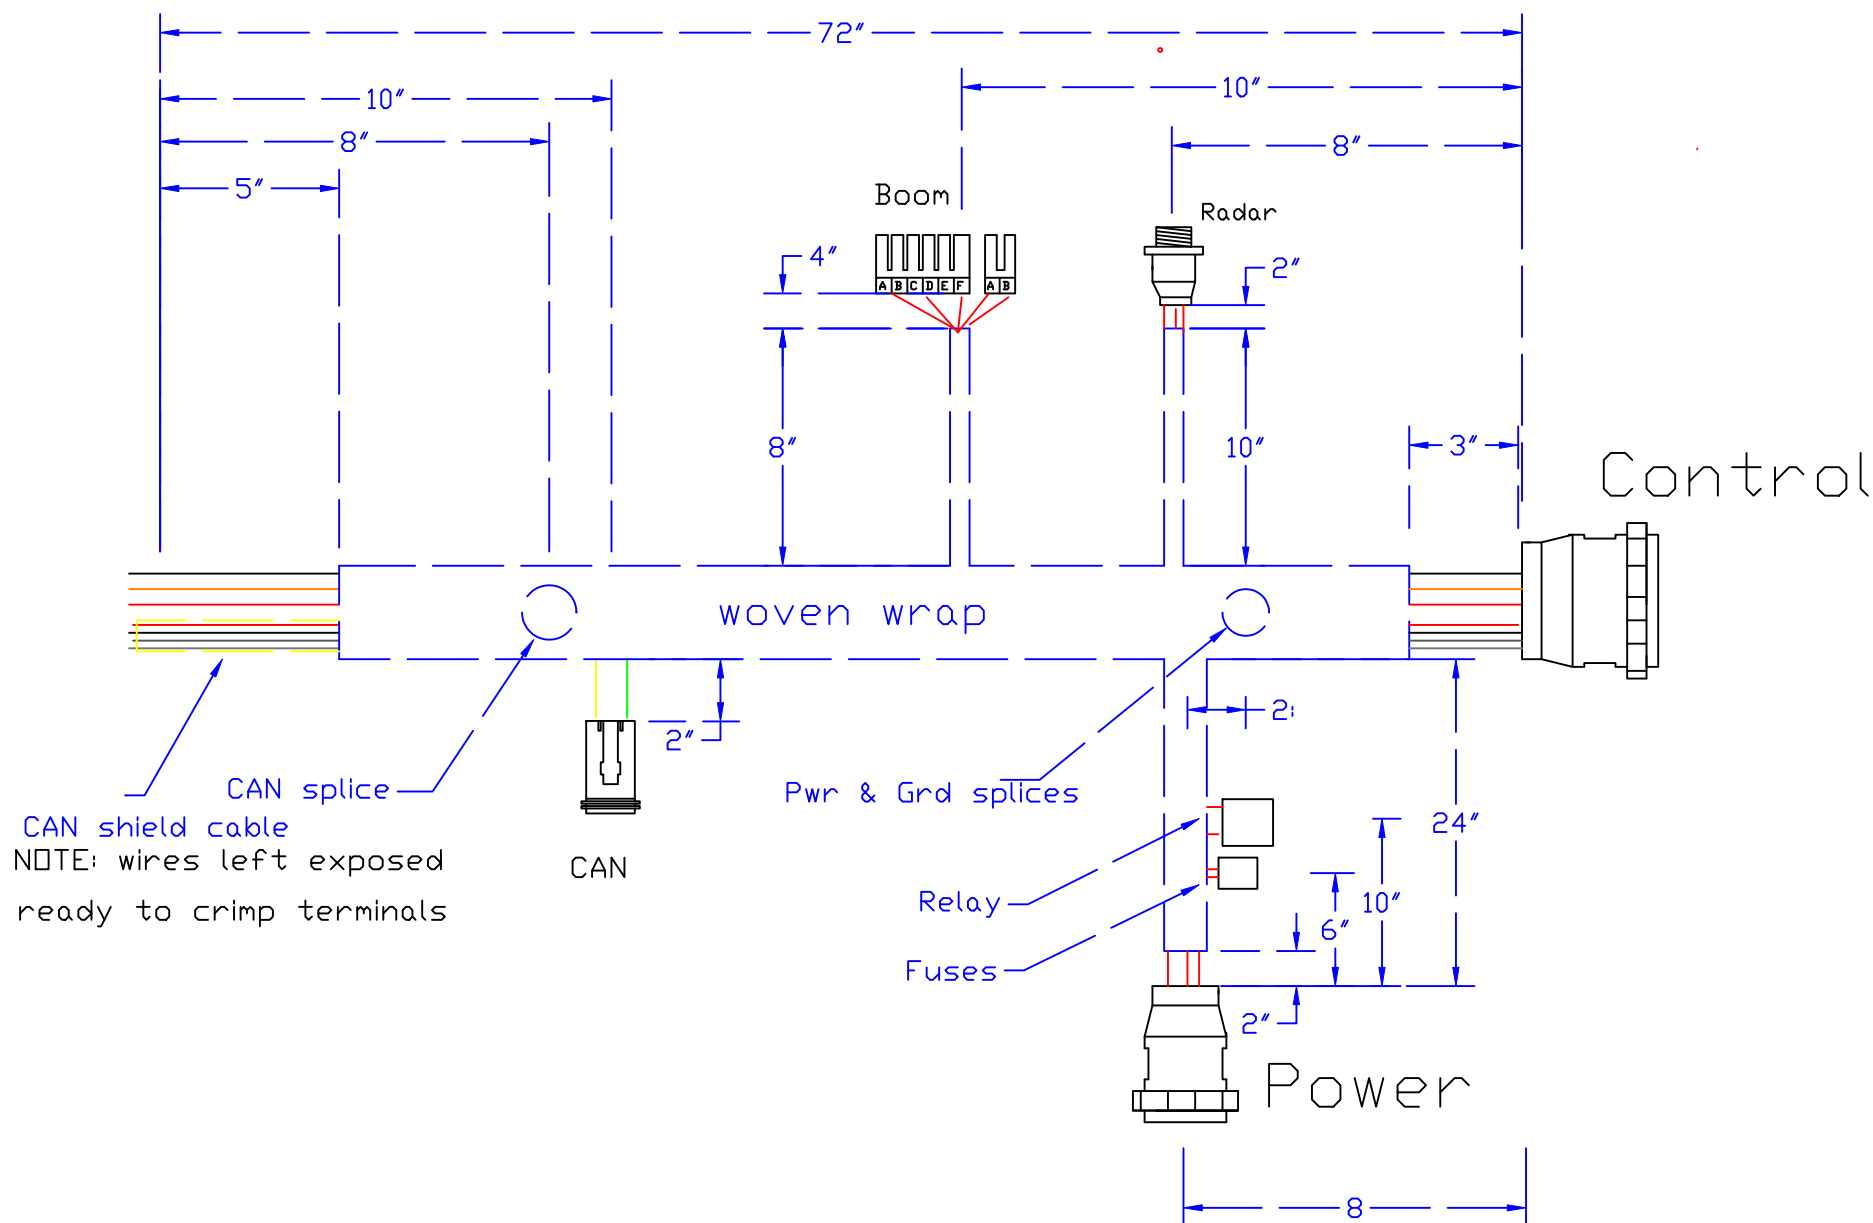 72"
10"
10"
8"
8"
5"
Boom
Radar
4"
2"
A B C D E F A B
8"
10"
3"
Control
woven wrap
2"
2:
CAN splice
Pwr & Grd splices
CAN shield cable
24"
NOTE: wires left exposed
CAN
ready to crimp terminals
Relay
10"
6"
Fuses
2"
Power
8